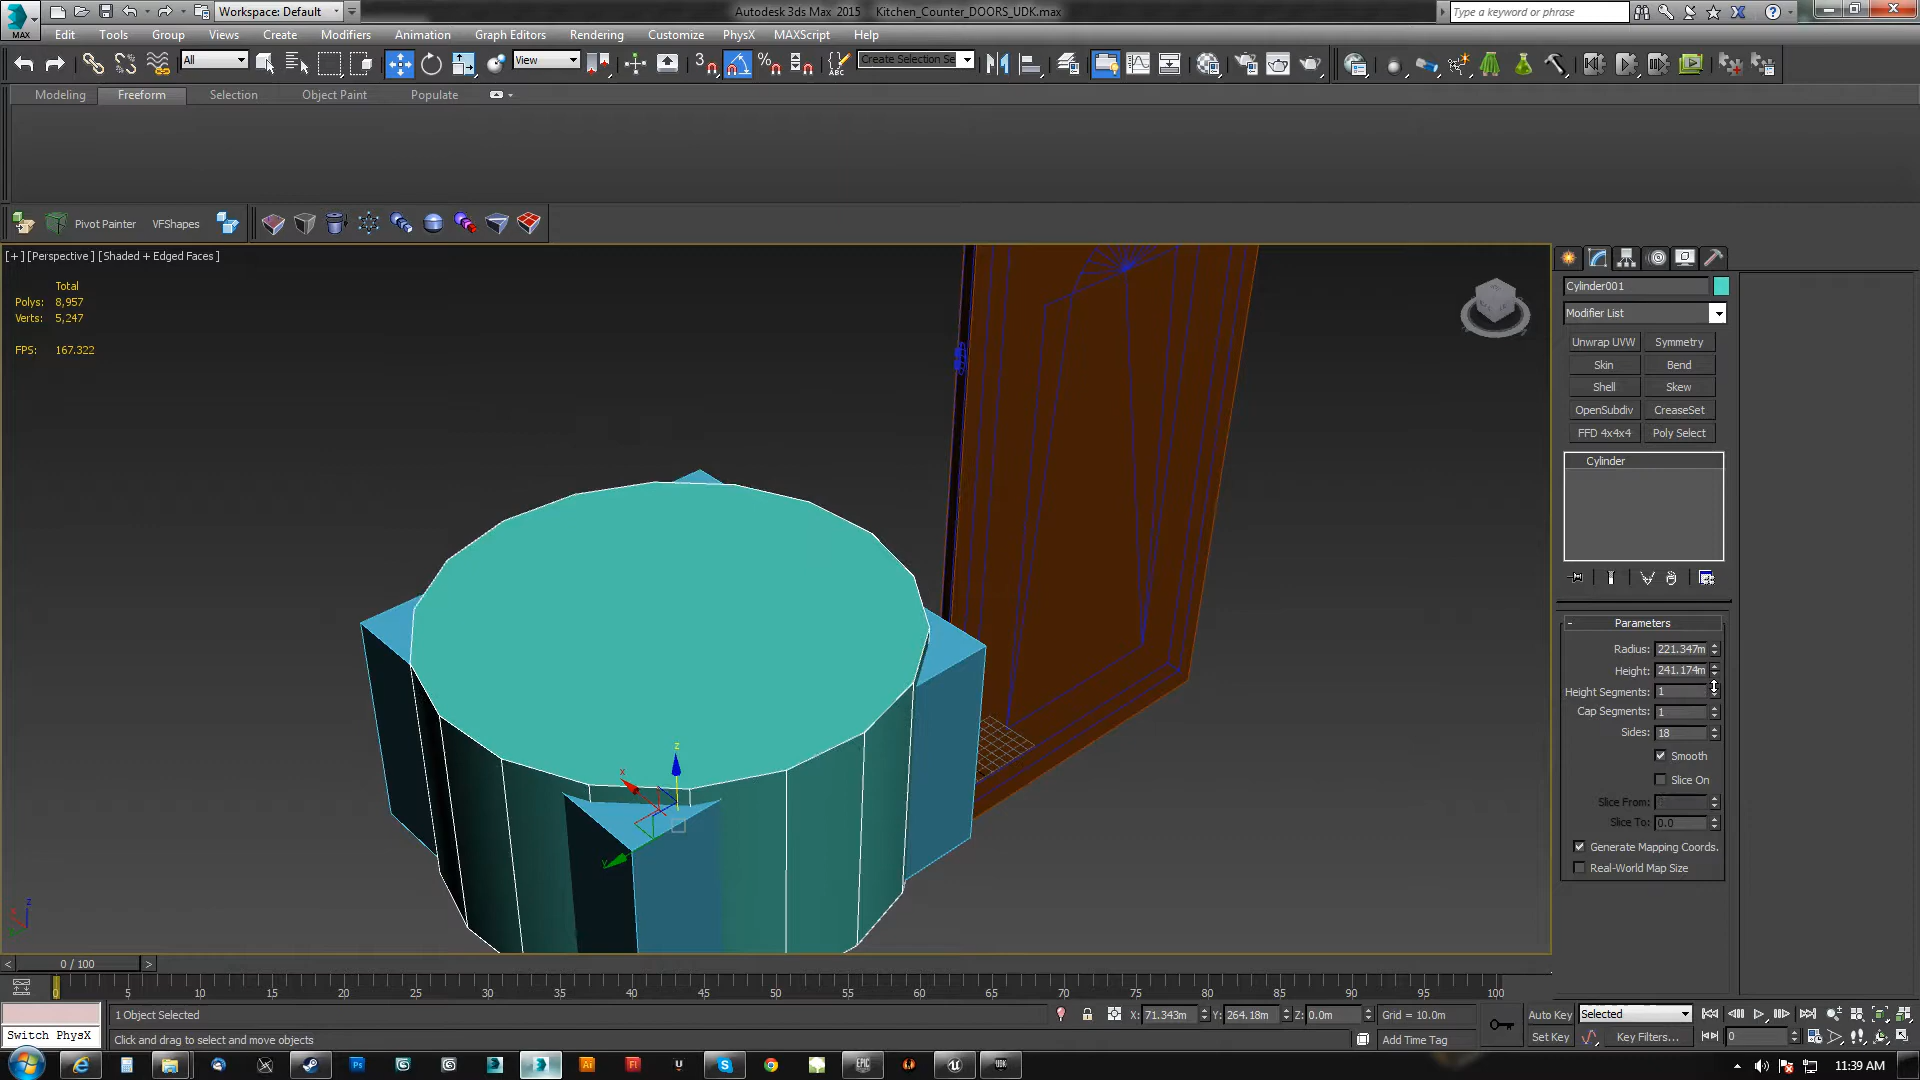 Workspace: Default
Autodesk 3ds Max 2015    Kitchen_Counter_DOORS_UDK.max
Type a keyword or phrase
MAX
Edit Tools Group Views Create Modifiers Animation Graph Editors Rendering Customize PhysX MAXScript Help
All
View
3
ABC
Create Selection Se
Modeling Freeform Selection Object Paint Populate
Pivot Painter VFShapes
[+] [Perspective] [Shaded + Edged Faces]
Total
Polys: 8,957
Verts: 5,247
FPS: 167.322
Cylinder001
Modifier List
Unwrap UVW Symmetry
Skin Bend
Shell Skew
OpenSubdiv CreaseSet
FFD 4x4x4 Poly Select
Cylinder
- Parameters
Radius: 221.347m
Height: 241.174m
Height Segments: 1
Cap Segments: 1
Sides: 18
Smooth
Slice On
Slice From:
Slice To: 0.0
Generate Mapping Coords.
Real-World Map Size
z
x
y
z
< 0 / 100 >
0 5 10 15 20 25 30 35 40 45 50 55 60 65 70 75 80 85 90 95 100
1 Object Selected
X: 71.343m Y: 264.18m Z: 0.0m Grid = 10.0m
Auto Key Selected
Switch PhysX
Click and drag to select and move objects
Add Time Tag
Set Key Key Filters... 0
11:39 AM